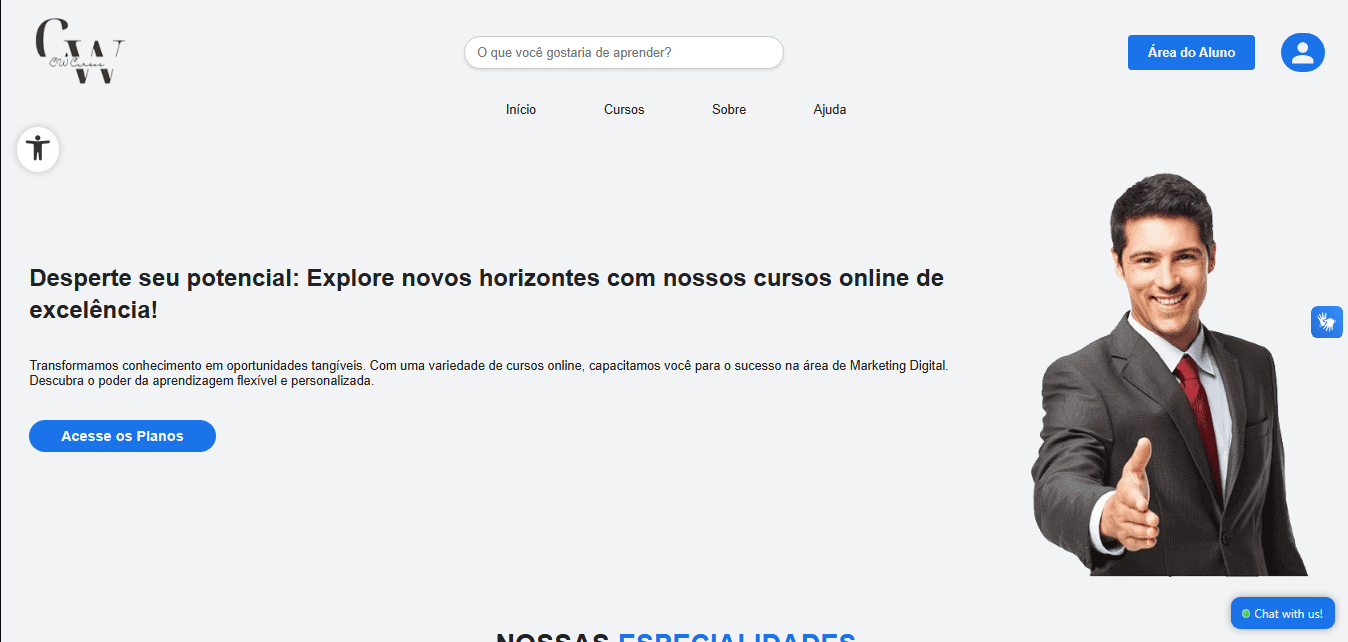 CW
CW Cursos
O que você gostaria de aprender?
Área do Aluno
Início
Cursos
Sobre
Ajuda
Desperte seu potencial: Explore novos horizontes com nossos cursos online de
excelência!
Transformamos conhecimento em oportunidades tangíveis. Com uma variedade de cursos online, capacitamos você para o sucesso na área de Marketing Digital.
Descubra o poder da aprendizagem flexível e personalizada.
Acesse os Planos
NOSSAS ESPECIALIDADES
Chat with us!